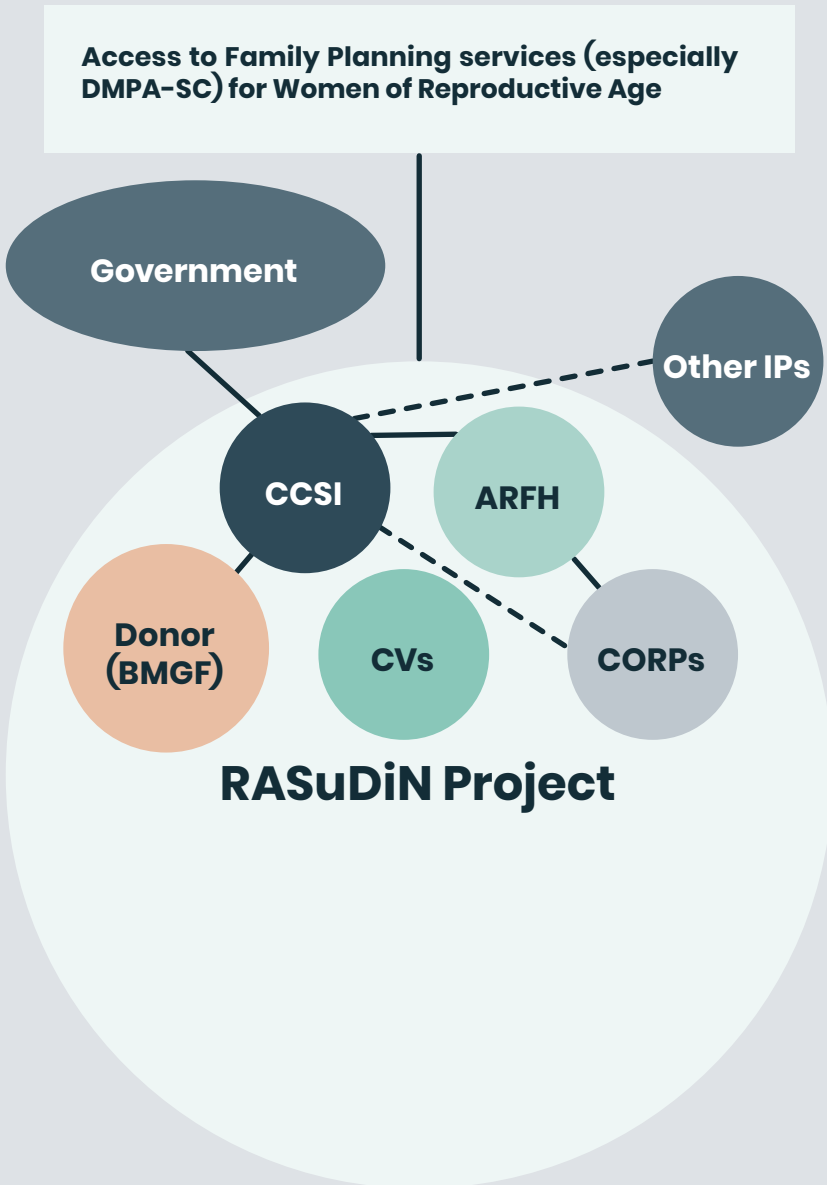 Access to Family Planning services (especially
DMPA-SC) for Women of Reproductive Age
Government
Other IPs
CCSI
ARFH
Donor
(BMGF)
CVs
CORPs
RASuDiN Project